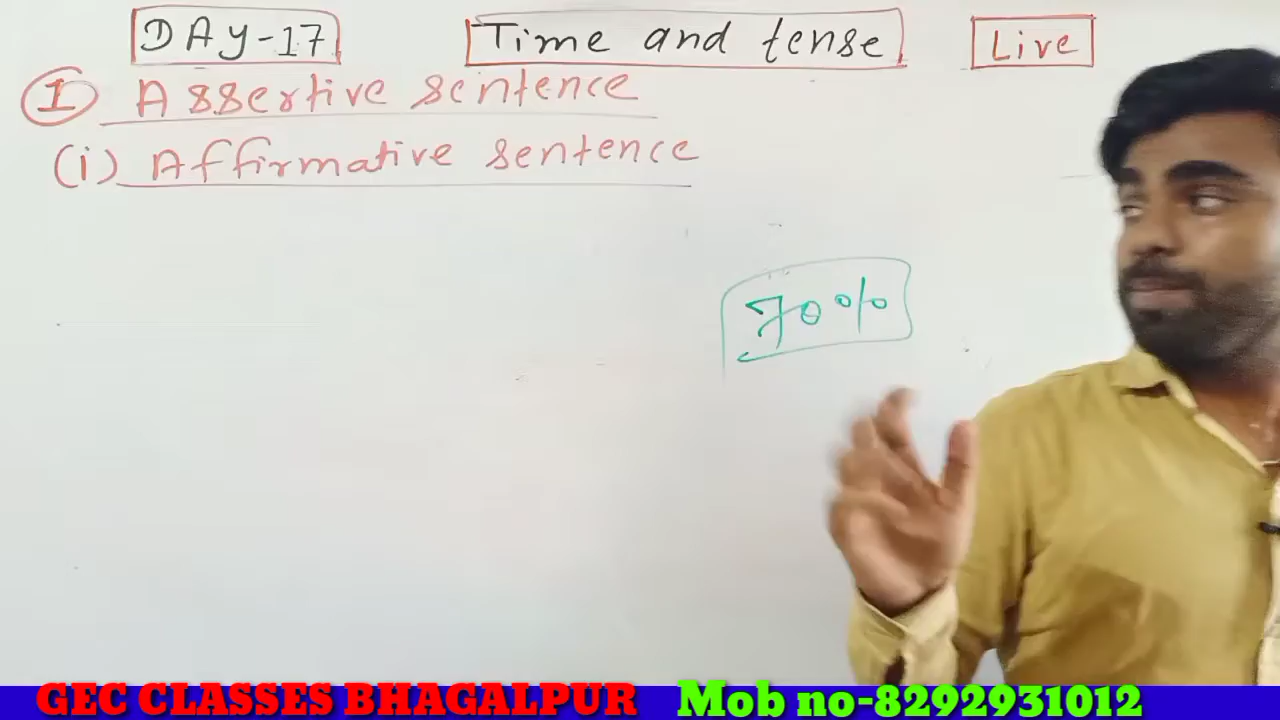 DAY-17 Time and tense Live
I Assertive sentence
(i) Affirmative sentence
70%
GEC CLASSES BHAGALPUR Mob no-8292931012